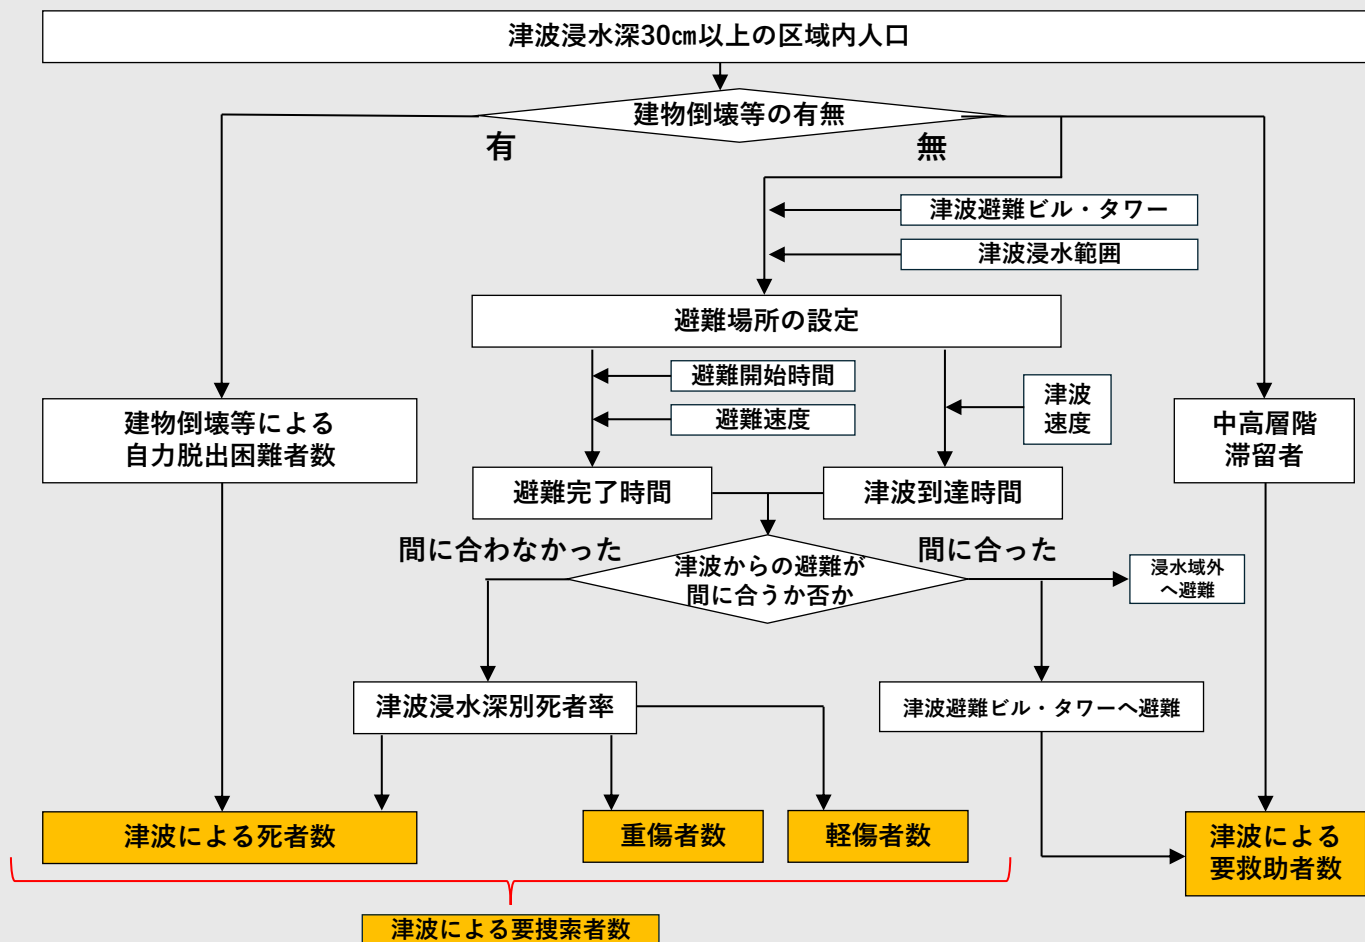 津波浸水深30㎝以上の区域内人口
建物倒壊等の有無
有
無
津波避難ビル・タワー
津波浸水範囲
避難場所の設定
避難開始時間
避難速度
津波
速度
建物倒壊等による
自力脱出困難者数
中高層階
滞留者
避難完了時間
津波到達時間
間に合わなかった
間に合った
津波からの避難が
間に合うか否か
浸水域外
へ避難
津波浸水深別死者率
津波避難ビル・タワーへ避難
津波による死者数
重傷者数
軽傷者数
津波による
要救助者数
津波による要捜索者数